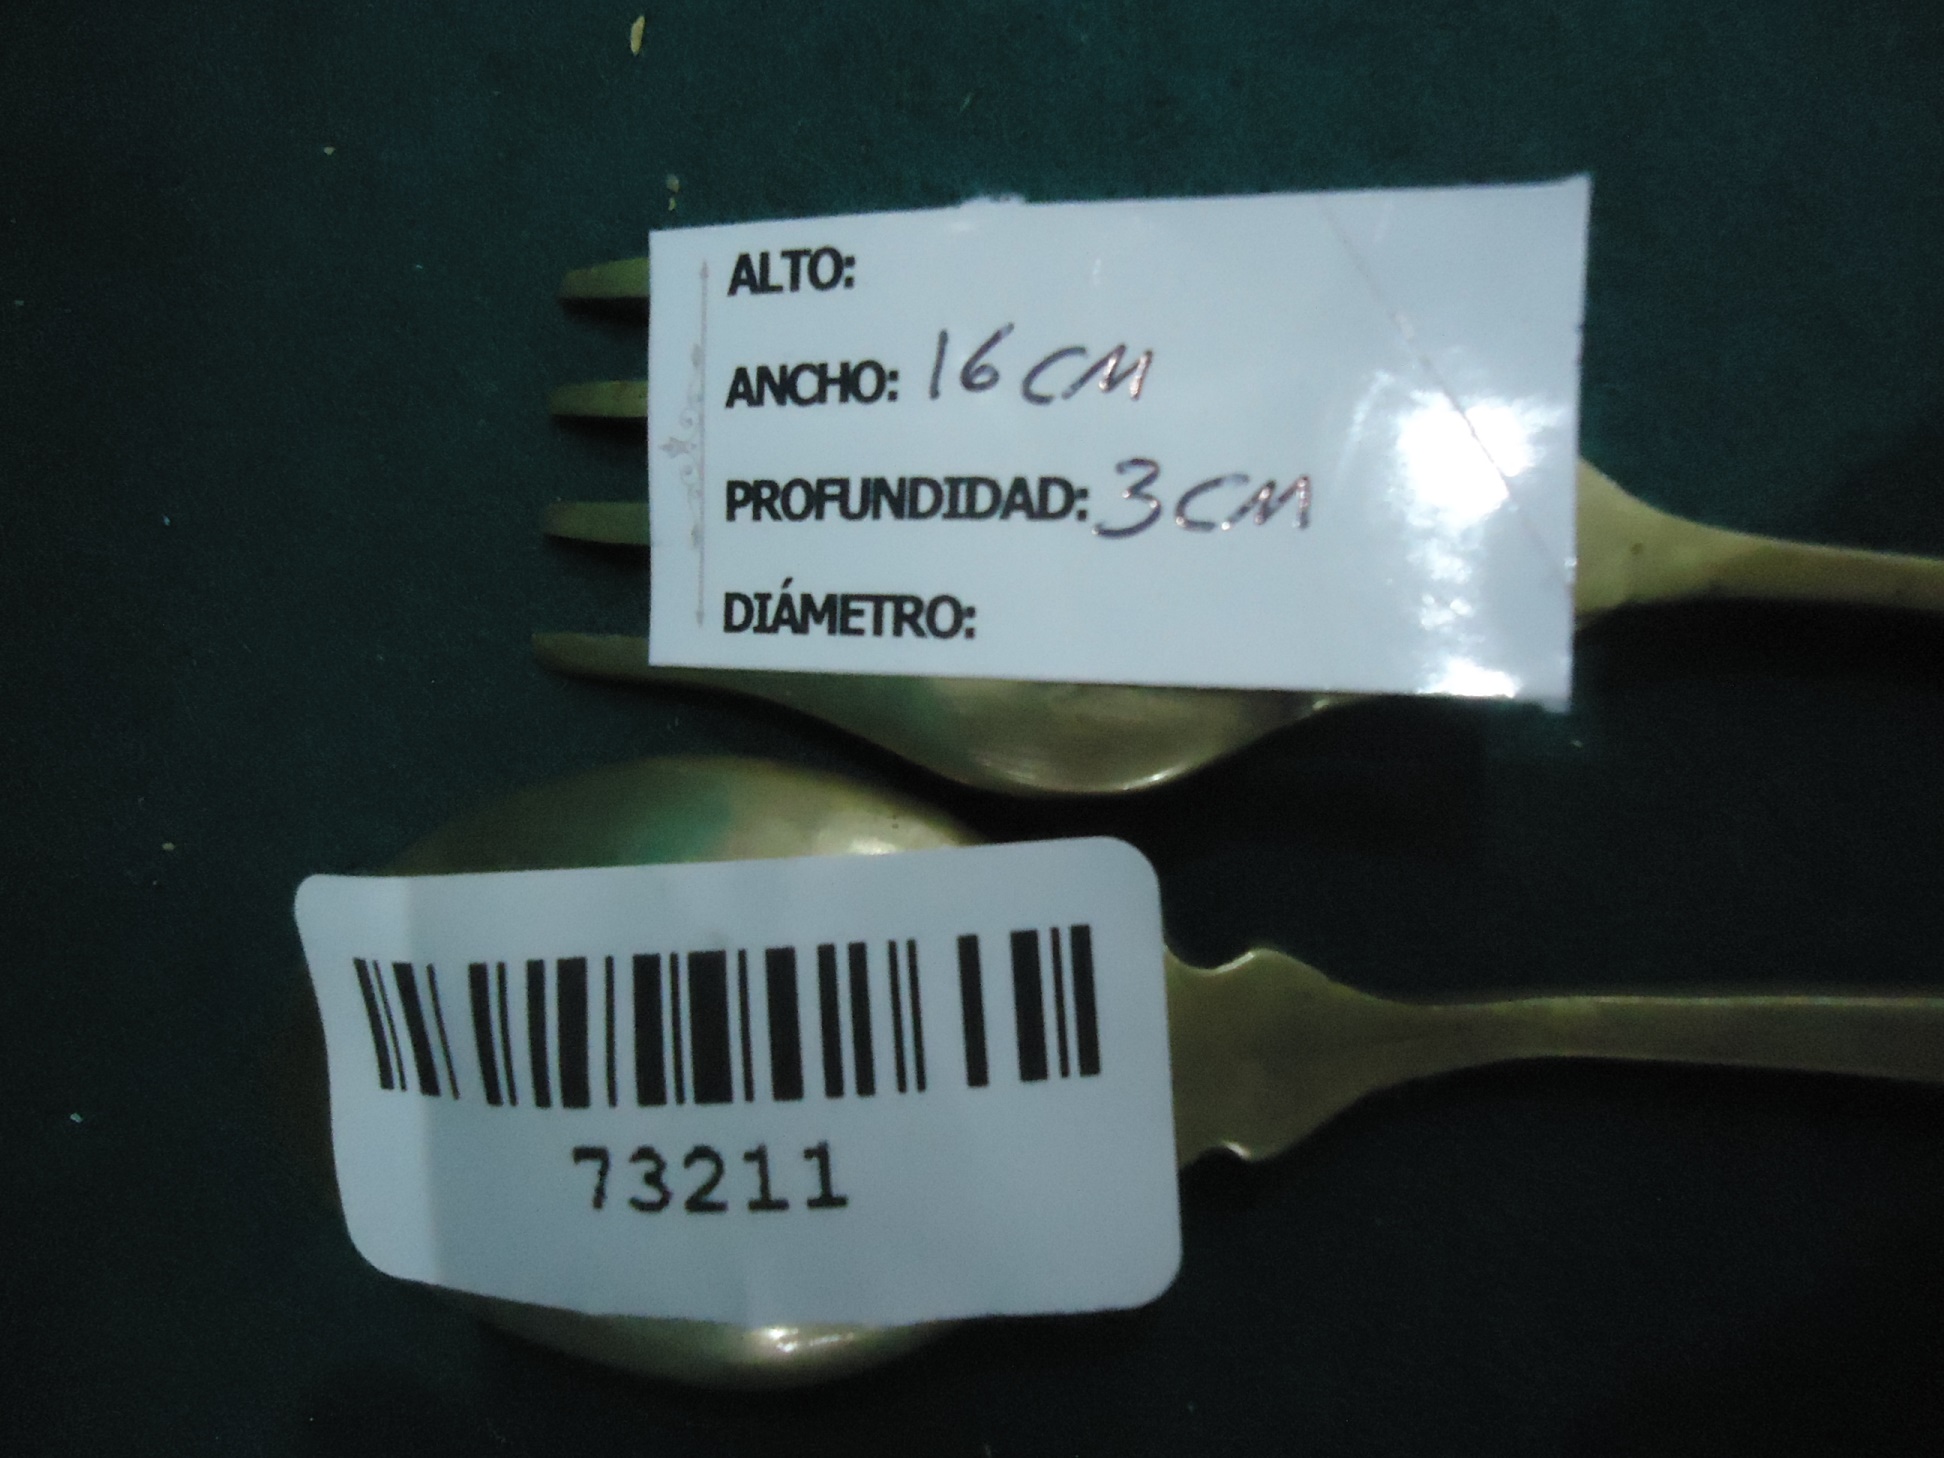 ALTO:
ANCHO: 16 CM
PROFUNDIDAD: 3 CM
DIÁMETRO:
73211